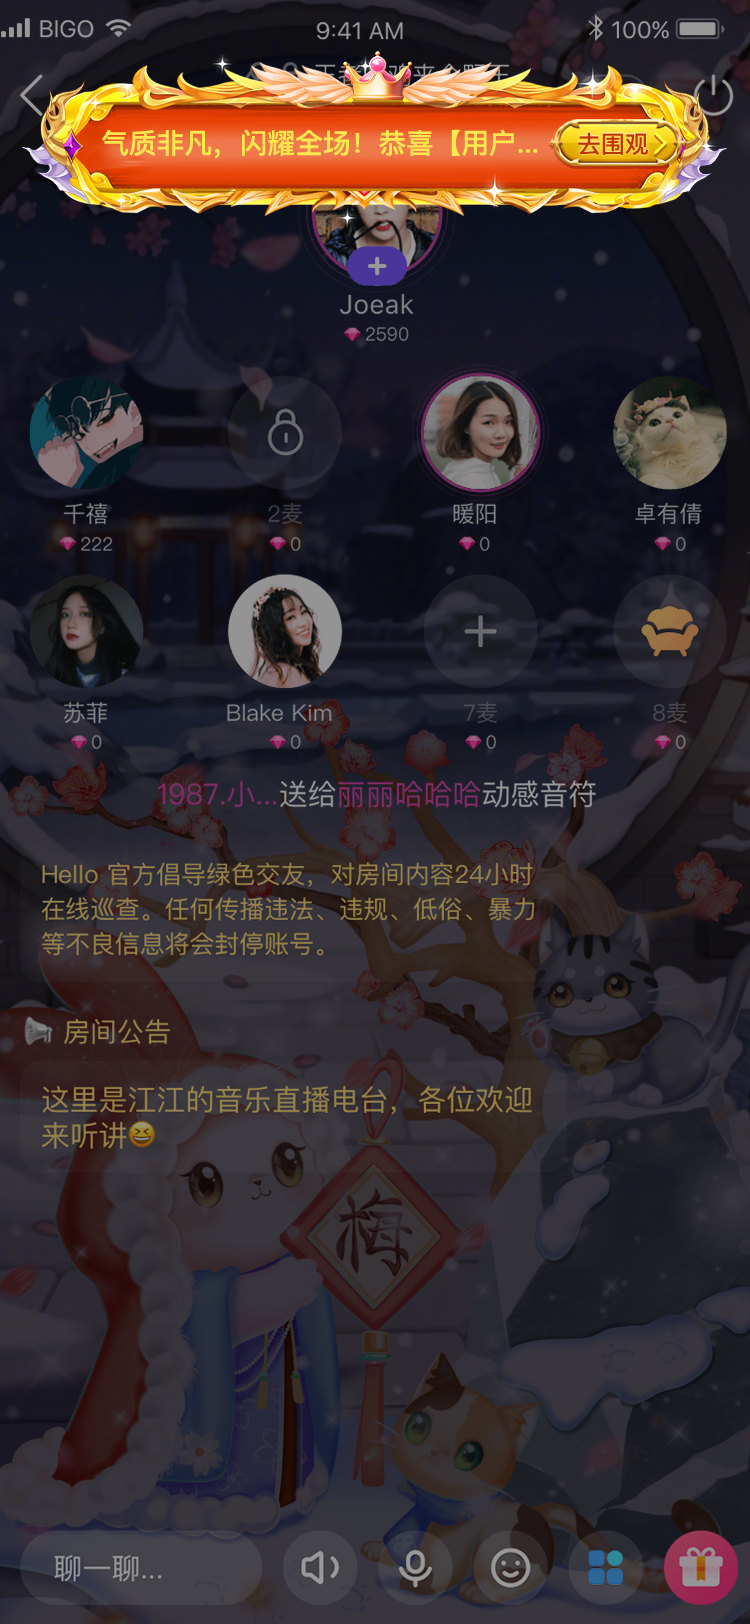 BIGO 9:41 AM 100%
气质非凡，闪耀全场！恭喜【用户... 去围观
Joeak
2590
千禧 2麦 暖阳 卓有倩
222 0 0 0
苏菲 Blake Kim 7麦 8麦
0 0 0 0
1987.小...送给丽丽哈哈哈动感音符
Hello 官方倡导绿色交友，对房间内容24小时
在线巡查。任何传播违法、违规、低俗、暴力
等不良信息将会封停账号。
房间公告
这里是江江的音乐直播电台，各位欢迎
来听讲😆
梅
聊一聊...